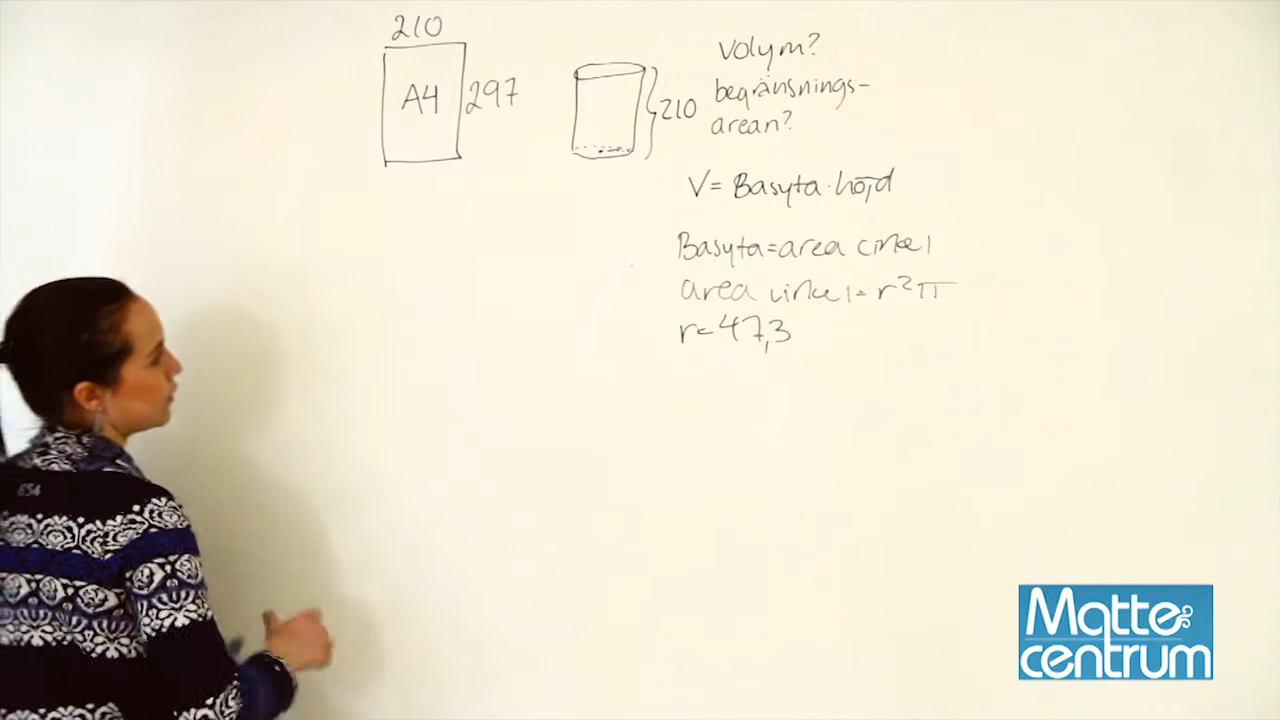 210
A4
297
210
volym?
begränsnings-
arean?
V = Basyta · höjd
Basyta = area cirkel
area cirkel = r²π
r = 47,3
Matte
centrum